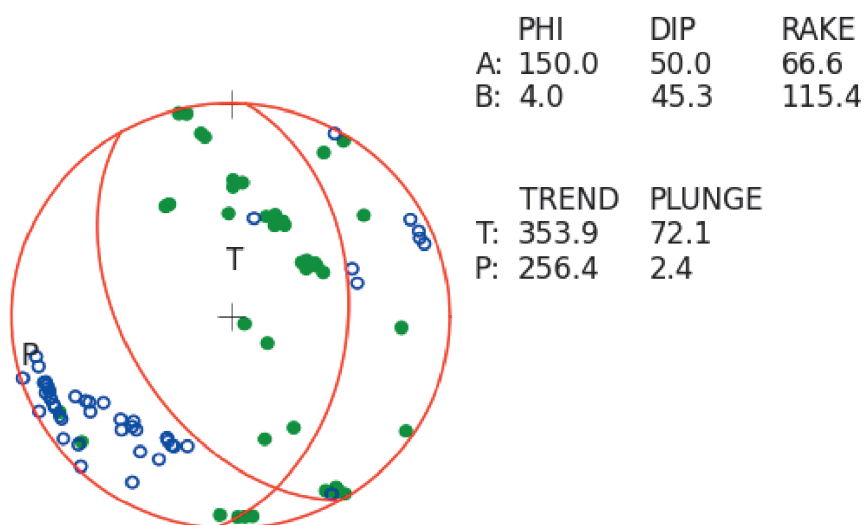 PHI DIP RAKE
A: 150.0 50.0 66.6
B: 4.0 45.3 115.4
TREND PLUNGE
T: 353.9 72.1
P: 256.4 2.4
T
P